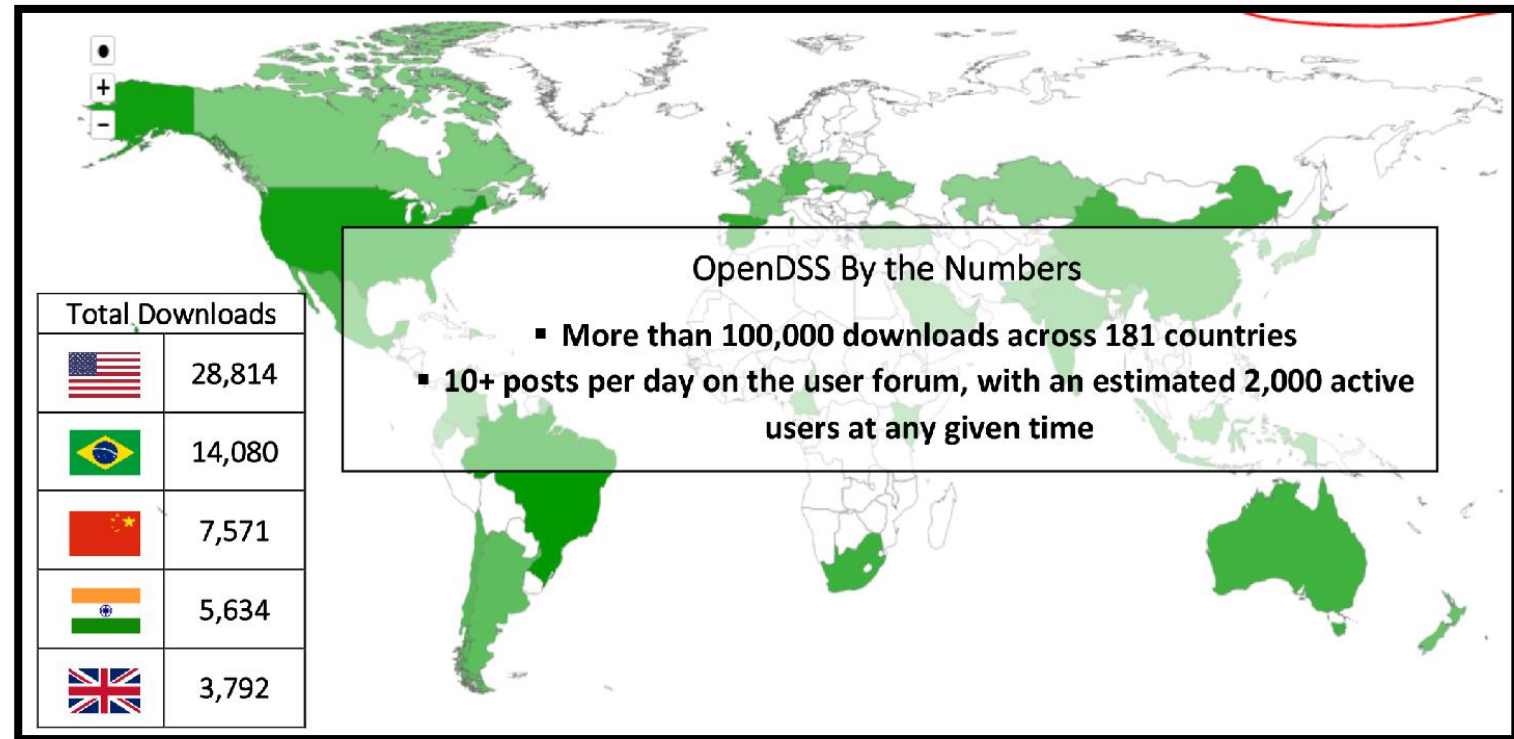 OpenDSS By the Numbers
▪ More than 100,000 downloads across 181 countries
▪ 10+ posts per day on the user forum, with an estimated 2,000 active
users at any given time
Total Downloads
28,814
14,080
7,571
5,634
3,792
+
−